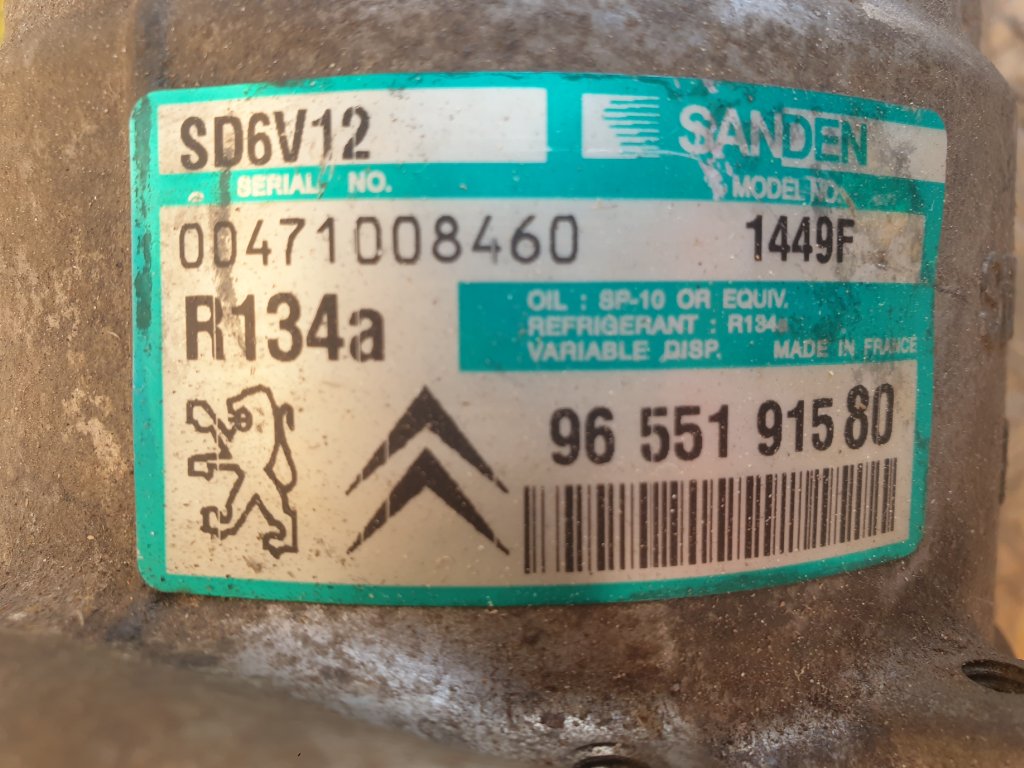 SD6V12
SANDEN
SERIAL NO.
MODEL NO.
00471008460
1449F
R134a
OIL : SP-10 OR EQUIV.
REFRIGERANT : R134a
VARIABLE DISP.
MADE IN FRANCE
96 551 915 80